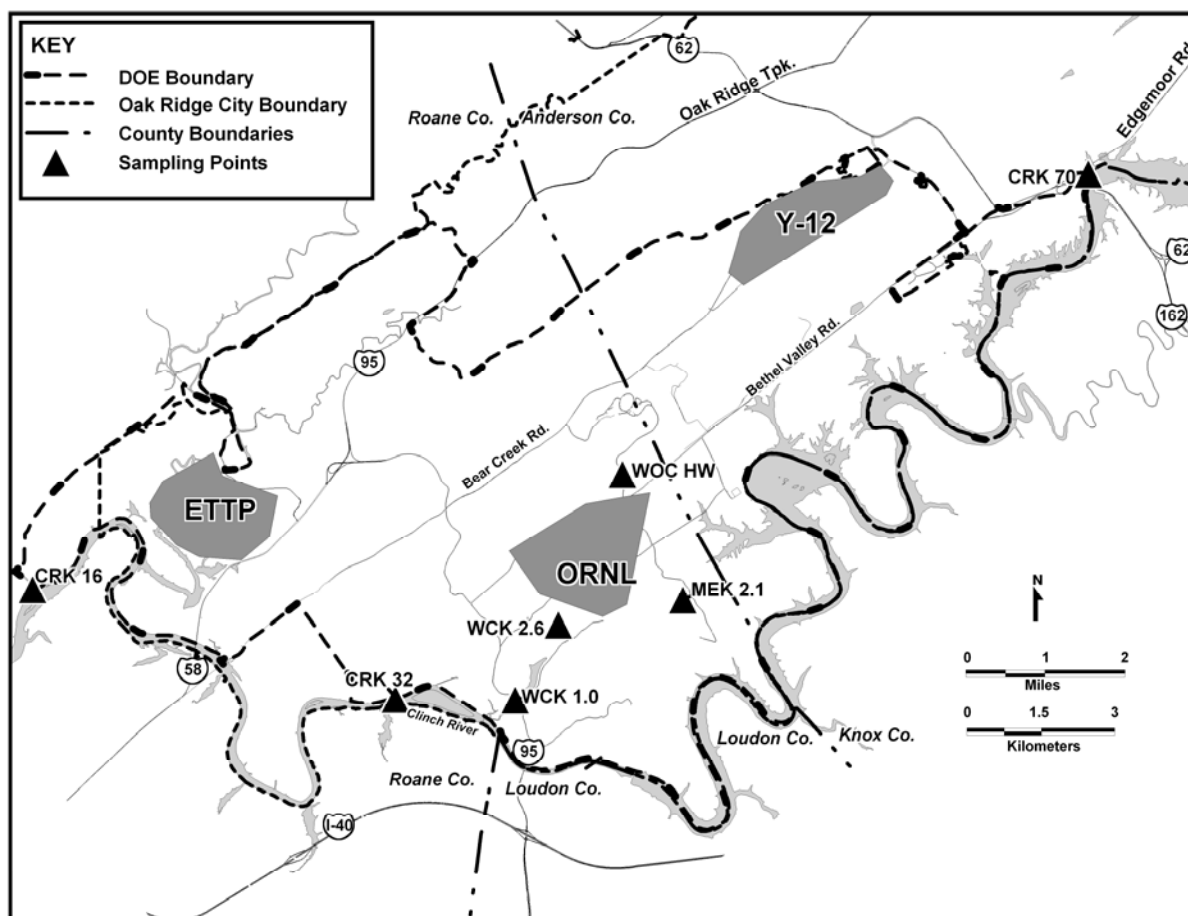 KEY
DOE Boundary
Oak Ridge City Boundary
County Boundaries
Sampling Points
62
Oak Ridge Tpk.
Edgemoor Rd.
Roane Co.
Anderson Co.
CRK 70
Y-12
62
162
95
Bethel Valley Rd.
Bear Creek Rd.
WOC HW
ETTP
ORNL
CRK 16
MEK 2.1
N
WCK 2.6
58
0 1 2
Miles
CRK 32
WCK 1.0
Clinch River
0 1.5 3
Kilometers
95
Loudon Co.
Knox Co.
Roane Co.
Loudon Co.
I-40